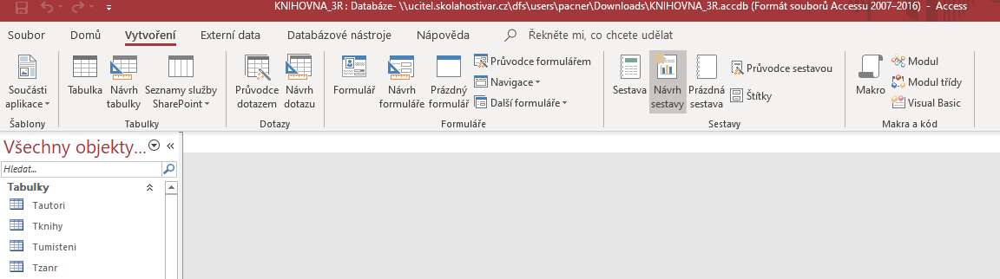 KNIHOVNA_3R : Databáze- \\ucitel.skolahostivar.cz\dfs\users\pacner\Downloads\KNIHOVNA_3R.accdb (Formát souborů Accessu 2007–2016) - Access
Soubor Domů Vytvoření Externí data Databázové nástroje Nápověda Řekněte mi, co chcete udělat
Součásti aplikace
Šablony
Tabulka
Návrh tabulky
Seznamy služby SharePoint
Tabulky
Průvodce dotazem
Návrh dotazu
Dotazy
Formulář
Návrh formuláře
Prázdný formulář
Průvodce formulářem
Navigace
Další formuláře
Formuláře
Sestava
Návrh sestavy
Prázdná sestava
Průvodce sestavou
Štítky
Sestavy
Makro
Modul
Modul třídy
Visual Basic
Makra a kód
Všechny objekty...
Hledat...
Tabulky
Tautori
Tknihy
Tumisteni
Tzanr